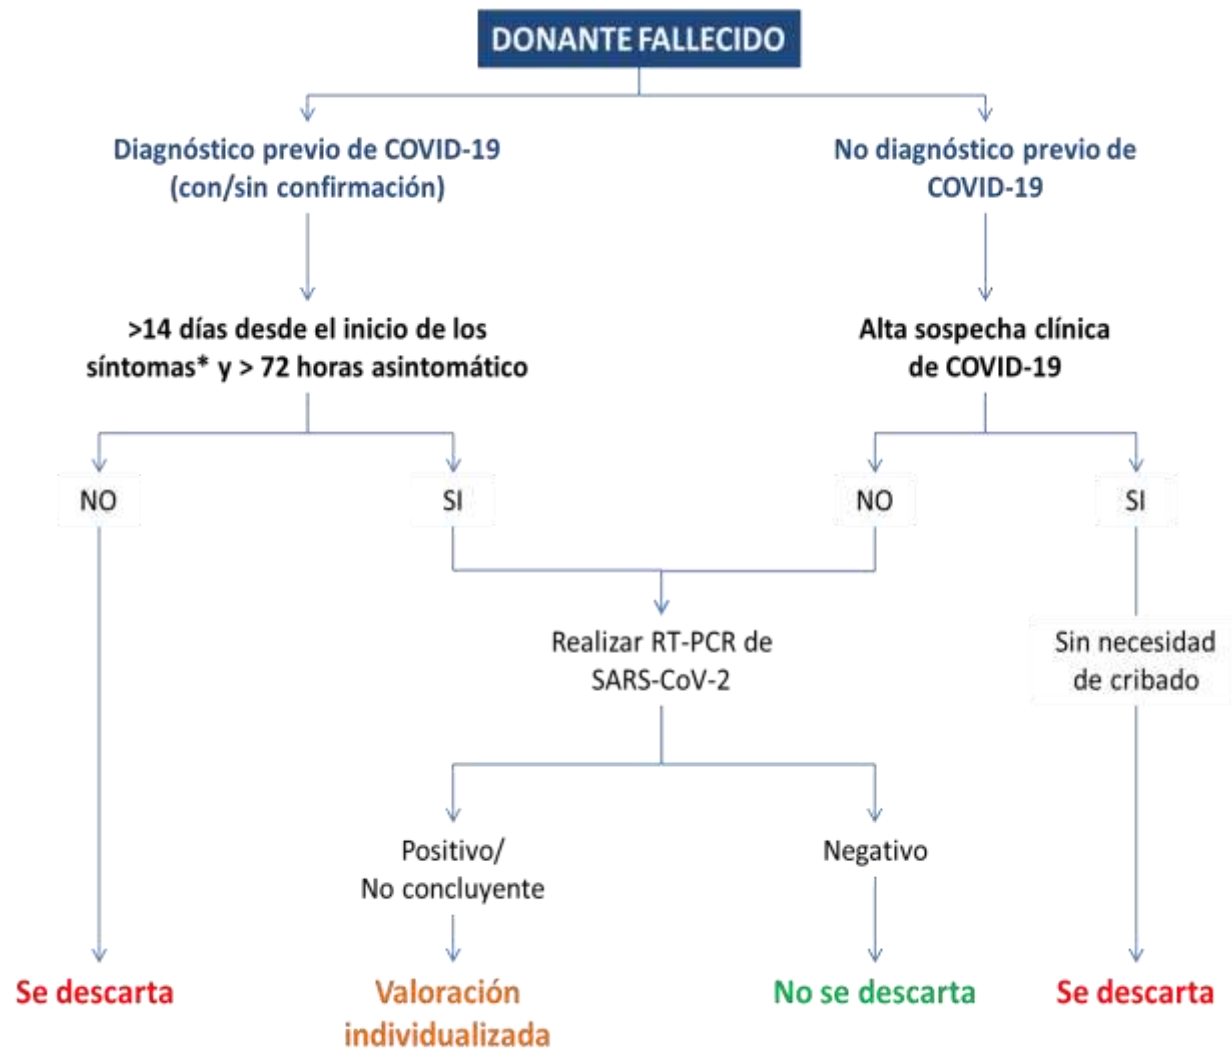 DONANTE FALLECIDO
Diagnóstico previo de COVID-19
(con/sin confirmación)
No diagnóstico previo de
COVID-19
>14 días desde el inicio de los
síntomas* y > 72 horas asintomático
Alta sospecha clínica
de COVID-19
NO
SI
NO
SI
Realizar RT-PCR de
SARS-CoV-2
Sin necesidad
de cribado
Positivo/
No concluyente
Negativo
Se descarta
Valoración
individualizada
No se descarta
Se descarta